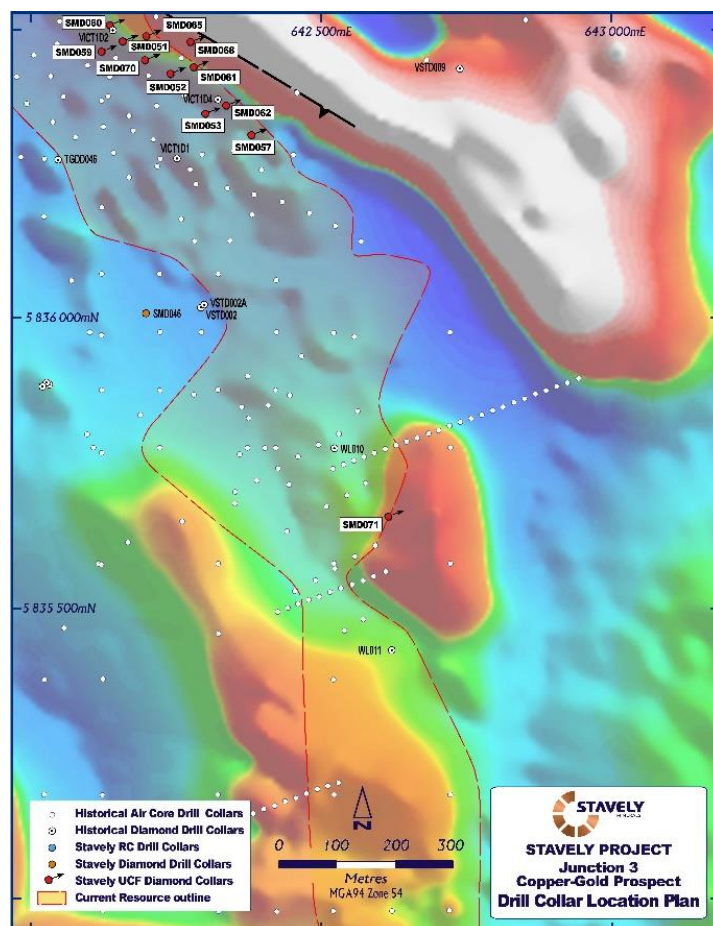 642 500mE
643 000mE
SMD060
SMD065
VICT1D2
SMD051
SMD066
SMD059
SMD070
SMD061
VSTD009
SMD052
VICT1D4
SMD062
SMD053
SMD057
VICT1D1
TGDD046
VSTD002A
SMD046
VSTD002
5 836 000mN
WL010
SMD071
5 835 500mN
WL011
Historical Air Core Drill Collars
Historical Diamond Drill Collars
Stavely RC Drill Collars
Stavely Diamond Drill Collars
Stavely UCF Diamond Collars
Current Resource outline
N
0 100 200 300
Metres
MGA94 Zone 54
STAVELY
MINERALS
STAVELY PROJECT
Junction 3
Copper-Gold Prospect
Drill Collar Location Plan